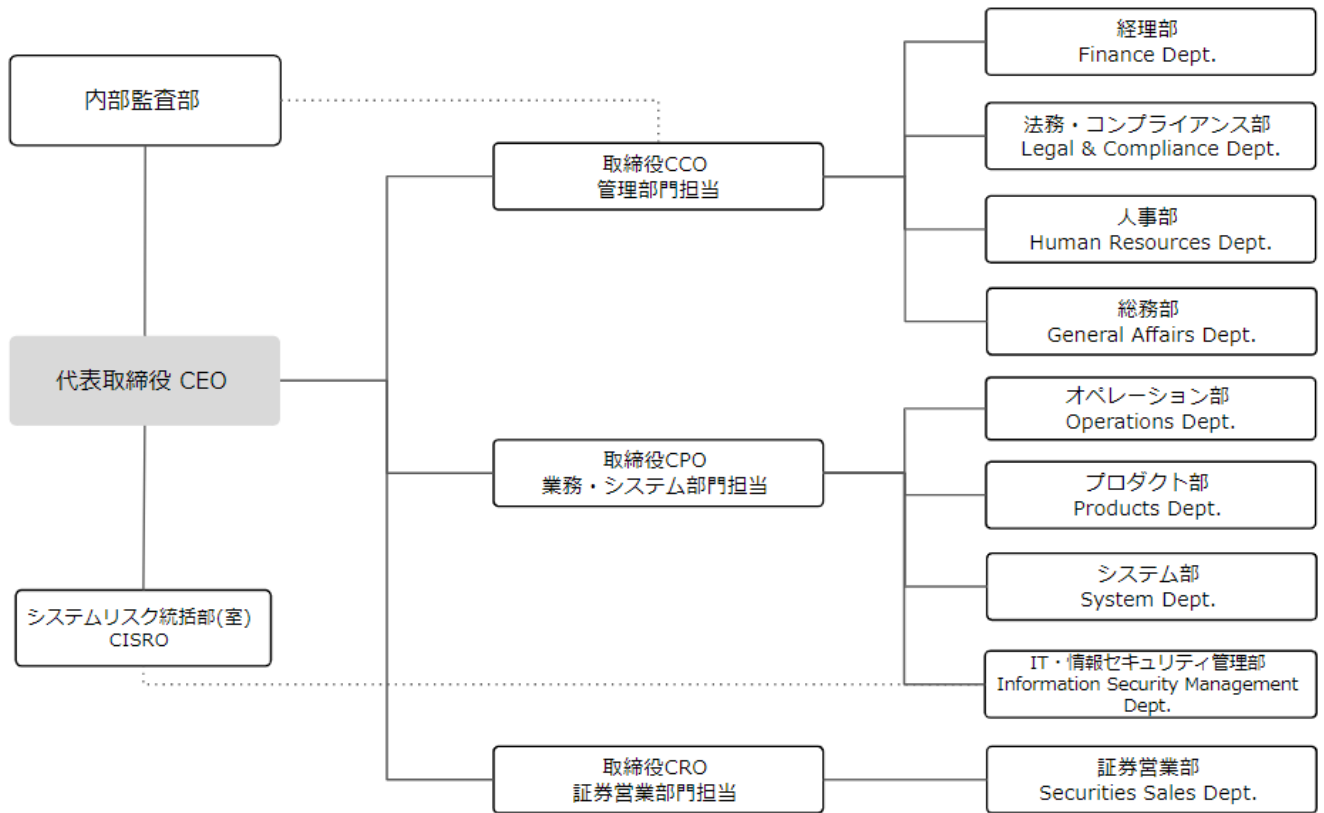 内部監査部
代表取締役 CEO
システムリスク統括部(室)
CISRO
取締役CCO
管理部門担当
取締役CPO
業務・システム部門担当
取締役CRO
証券営業部門担当
経理部
Finance Dept.
法務・コンプライアンス部
Legal & Compliance Dept.
人事部
Human Resources Dept.
総務部
General Affairs Dept.
オペレーション部
Operations Dept.
プロダクト部
Products Dept.
システム部
System Dept.
IT・情報セキュリティ管理部
Information Security Management
Dept.
証券営業部
Securities Sales Dept.